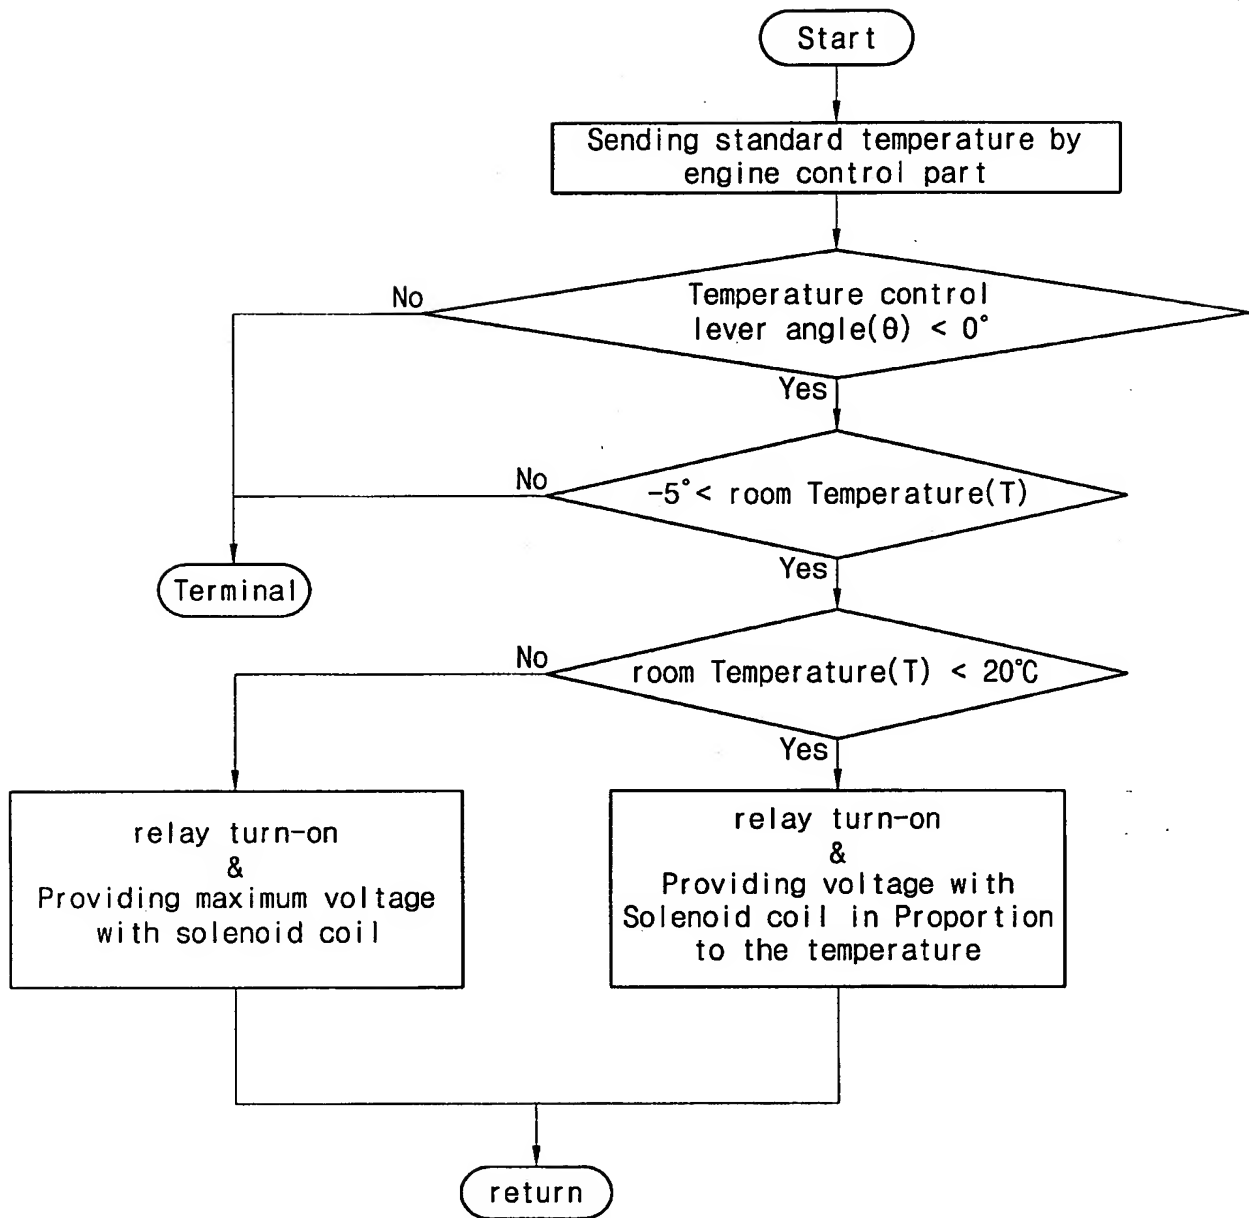 Start
Sending standard temperature by
engine control part
No
Temperature control
lever angle(θ) < 0°
Yes
No
-5°< room Temperature(T)
Terminal
Yes
No
room Temperature(T) < 20℃
Yes
relay turn-on
&
Providing maximum voltage
with solenoid coil
relay turn-on
&
Providing voltage with
Solenoid coil in Proportion
to the temperature
return